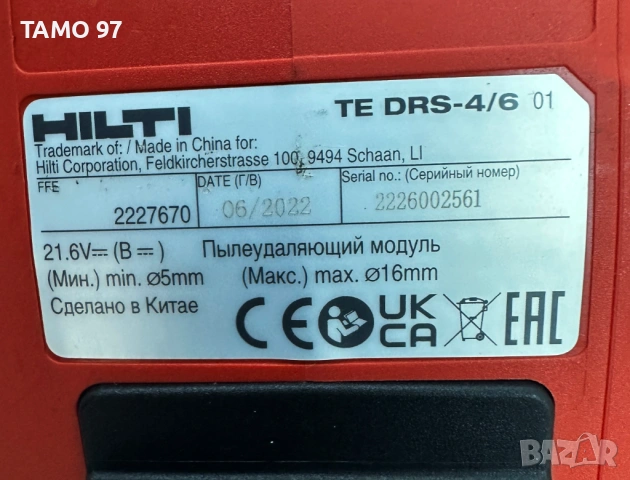 TAMO 97
HILTI
TE DRS-4/6 01
Trademark of: / Made in China for:
Hilti Corporation, Feldkircherstrasse 100, 9494 Schaan, LI
FFE
2227670
DATE (Г/В)
06/2022
Serial no.: (Серийный номер)
2226002561
21.6V⎓ (В⎓) Пылеудаляющий модуль
(Мин.) min. ⌀5mm (Макс.) max. ⌀16mm
Сделано в Китае
CE UK CA EAC
BAZAR